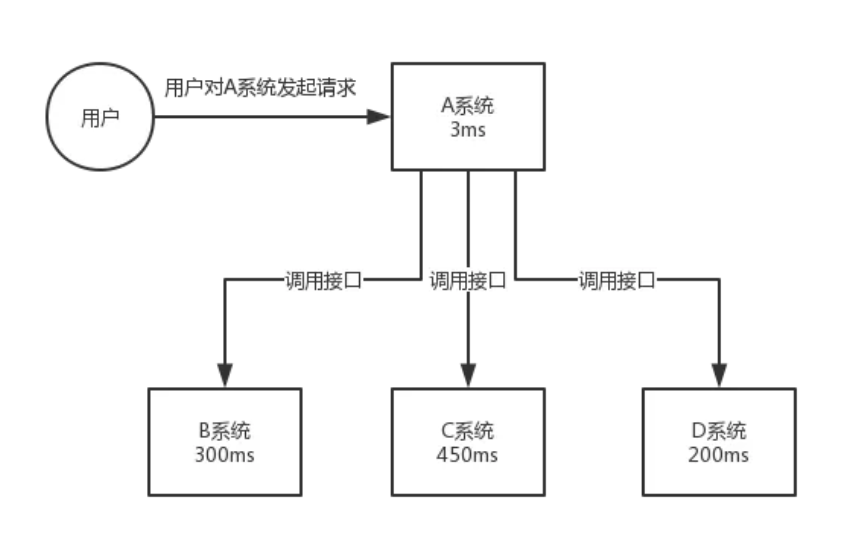 用户对A系统发起请求
用户
A系统
3ms
调用接口
调用接口
调用接口
B系统
300ms
C系统
450ms
D系统
200ms